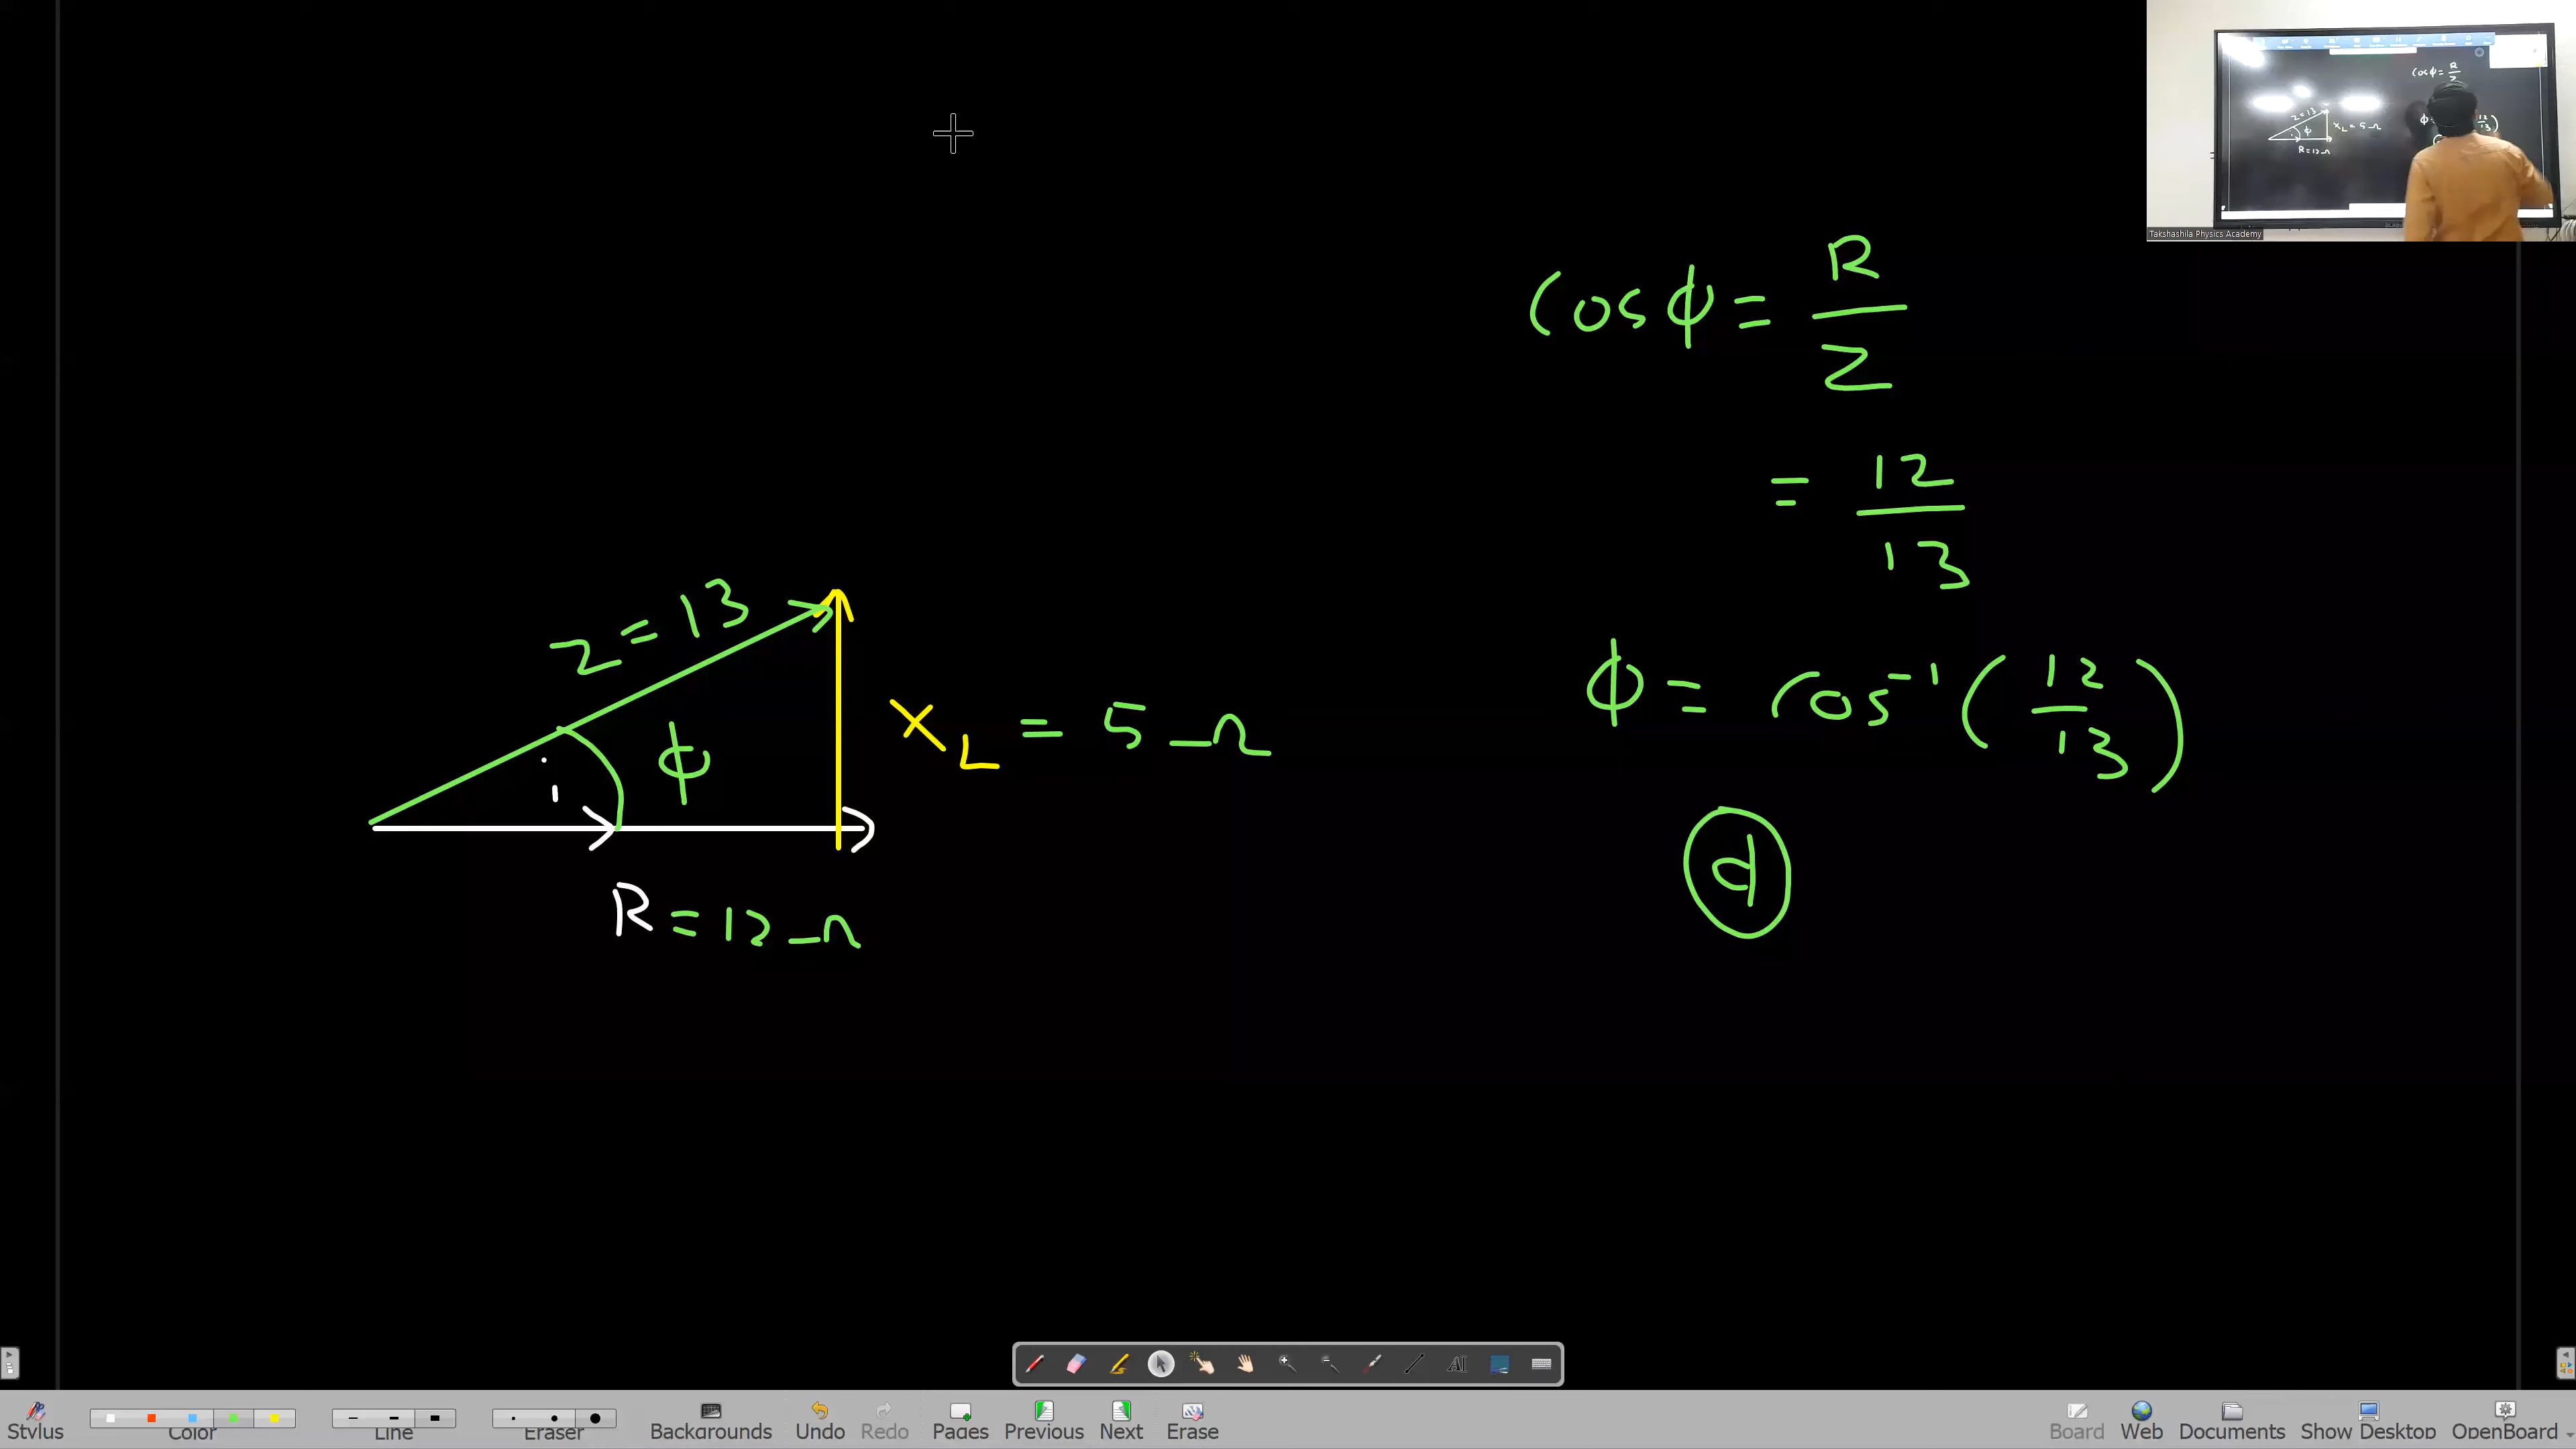 Takshashila Physics Academy
cos φ = R / Z
= 12 / 13
φ = cos⁻¹ (12 / 13)
d
Z = 13
φ
i
X_L = 5 Ω
R = 12 Ω
Stylus
Color
Line
Eraser
Backgrounds
Undo
Redo
Pages
Previous
Next
Erase
Board
Web
Documents
Show Desktop
OpenBoard